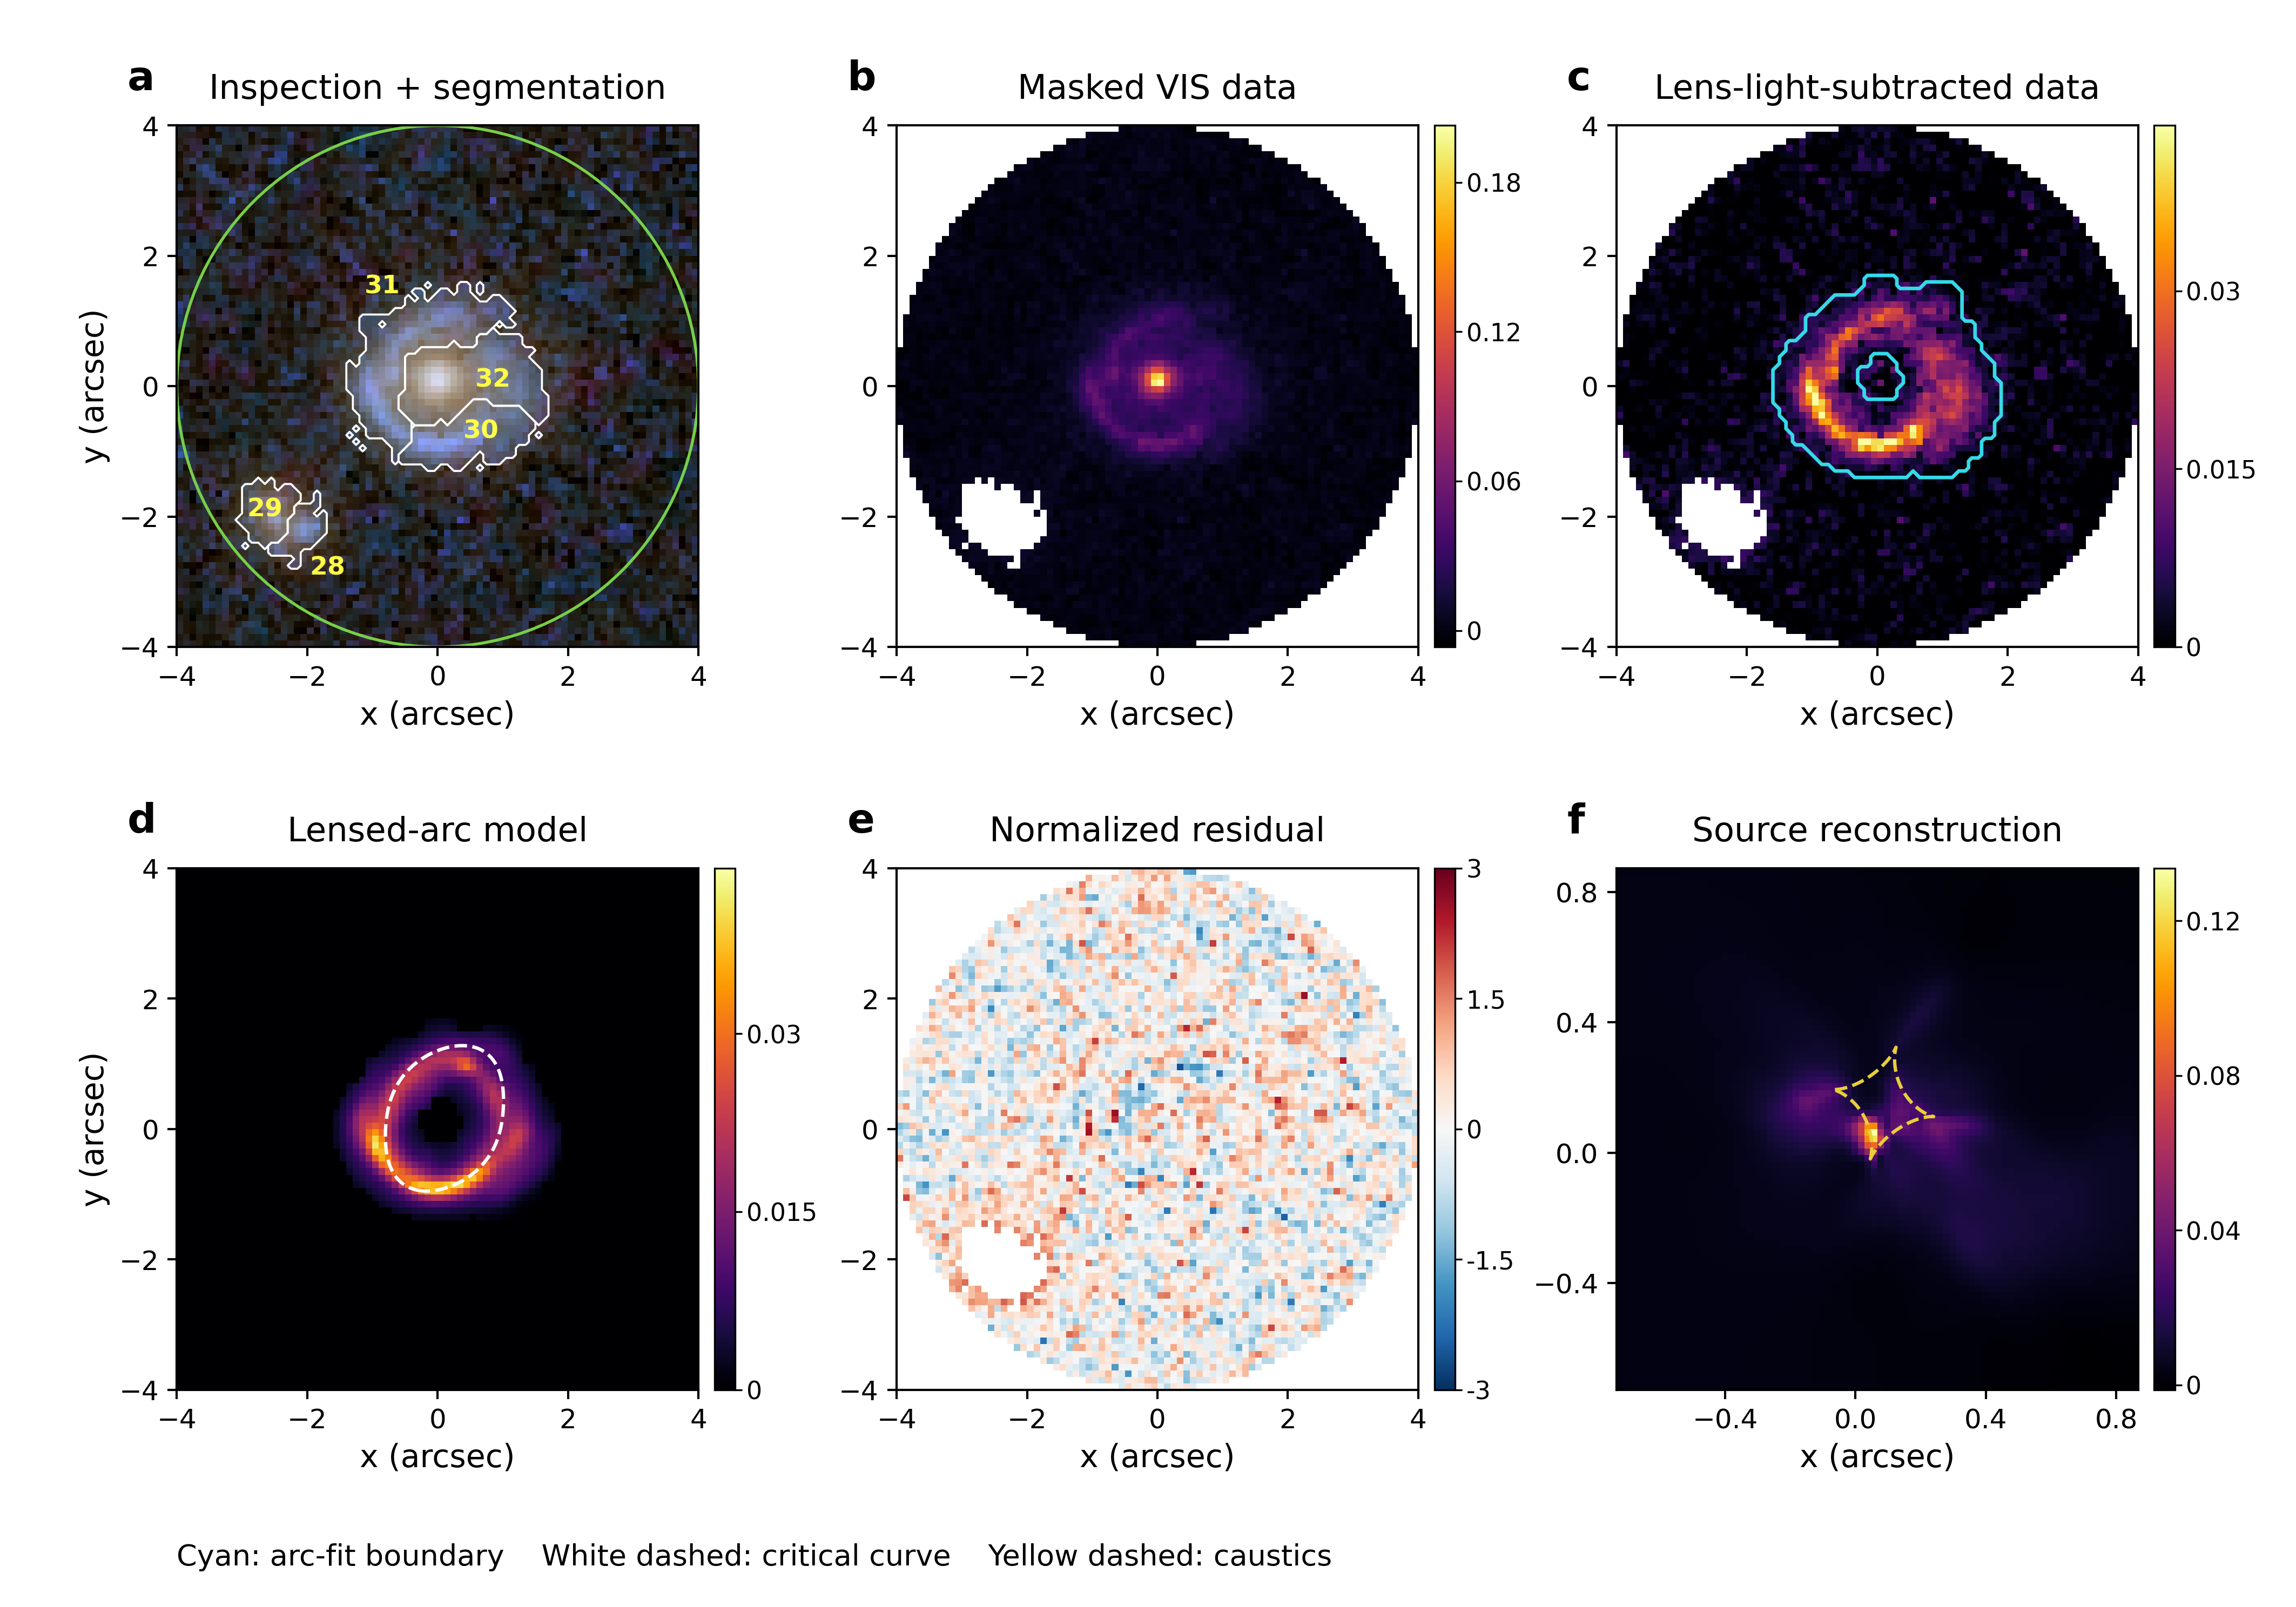 a Inspection + segmentation
4
2
0
−2
−4
y (arcsec)
31
32
30
29
28
−4 −2 0 2 4
x (arcsec)
b Masked VIS data
4
2
0
−2
−4
−4 −2 0 2 4
x (arcsec)
0.18
0.12
0.06
0
c Lens-light-subtracted data
4
2
0
−2
−4
−4 −2 0 2 4
x (arcsec)
0.03
0.015
0
d Lensed-arc model
4
2
0
−2
−4
y (arcsec)
−4 −2 0 2 4
x (arcsec)
0.03
0.015
0
e Normalized residual
4
2
0
−2
−4
−4 −2 0 2 4
x (arcsec)
3
1.5
0
-1.5
-3
f Source reconstruction
0.8
0.4
0.0
−0.4
−0.4 0.0 0.4 0.8
x (arcsec)
0.12
0.08
0.04
0
Cyan: arc-fit boundary White dashed: critical curve Yellow dashed: caustics